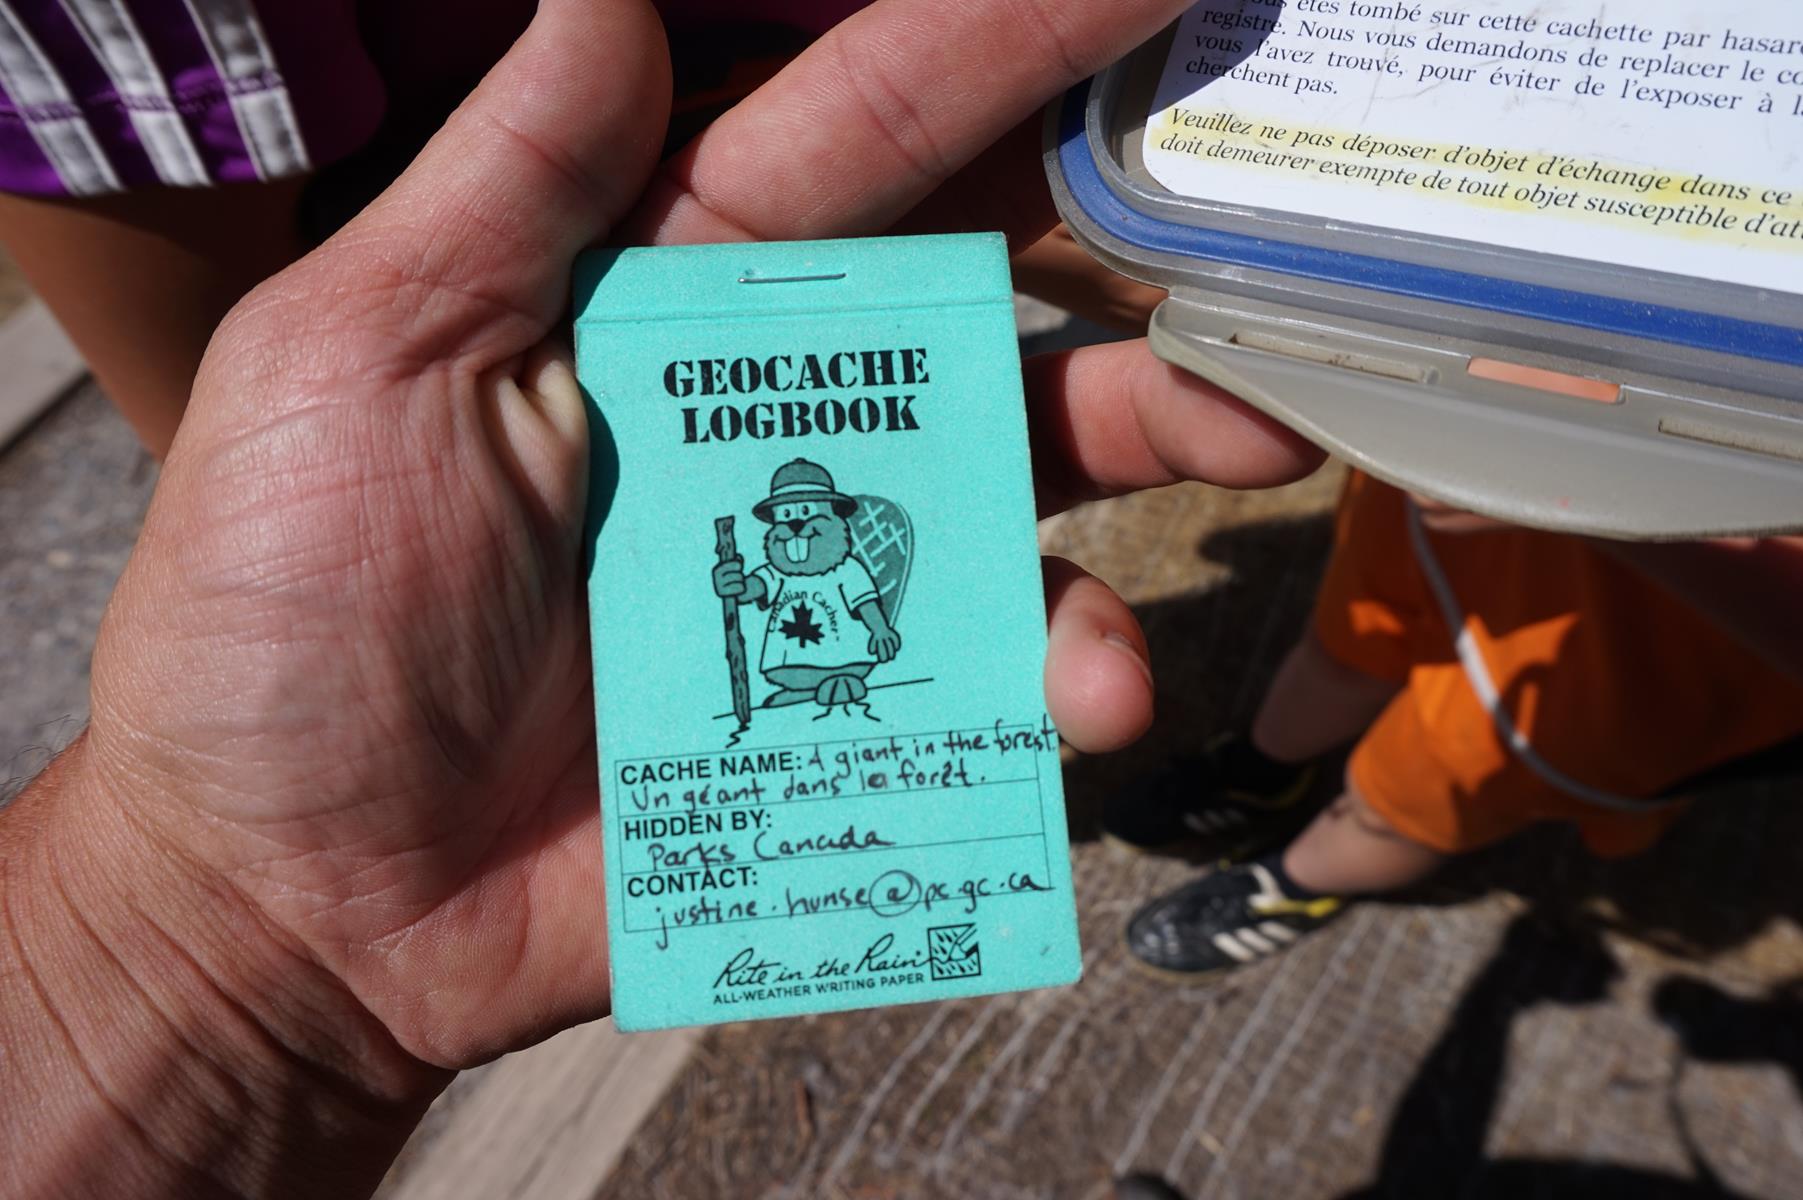 GEOCACHE
LOGBOOK
Canadian Cacher
CACHE NAME: A giant in the forest.
Un géant dans la forêt.
HIDDEN BY:
Parks Canada
CONTACT:
justine.hunse@pc.gc.ca
Rite in the Rain
ALL-WEATHER WRITING PAPER
êtes tombé sur cette cachette par hasard
registre. Nous vous demandons de replacer le
vous l'avez trouvé, pour éviter de l'exposer à
cherchent pas.
Veuillez ne pas déposer d'objet d'échange dans ce
doit demeurer exempte de tout objet susceptible